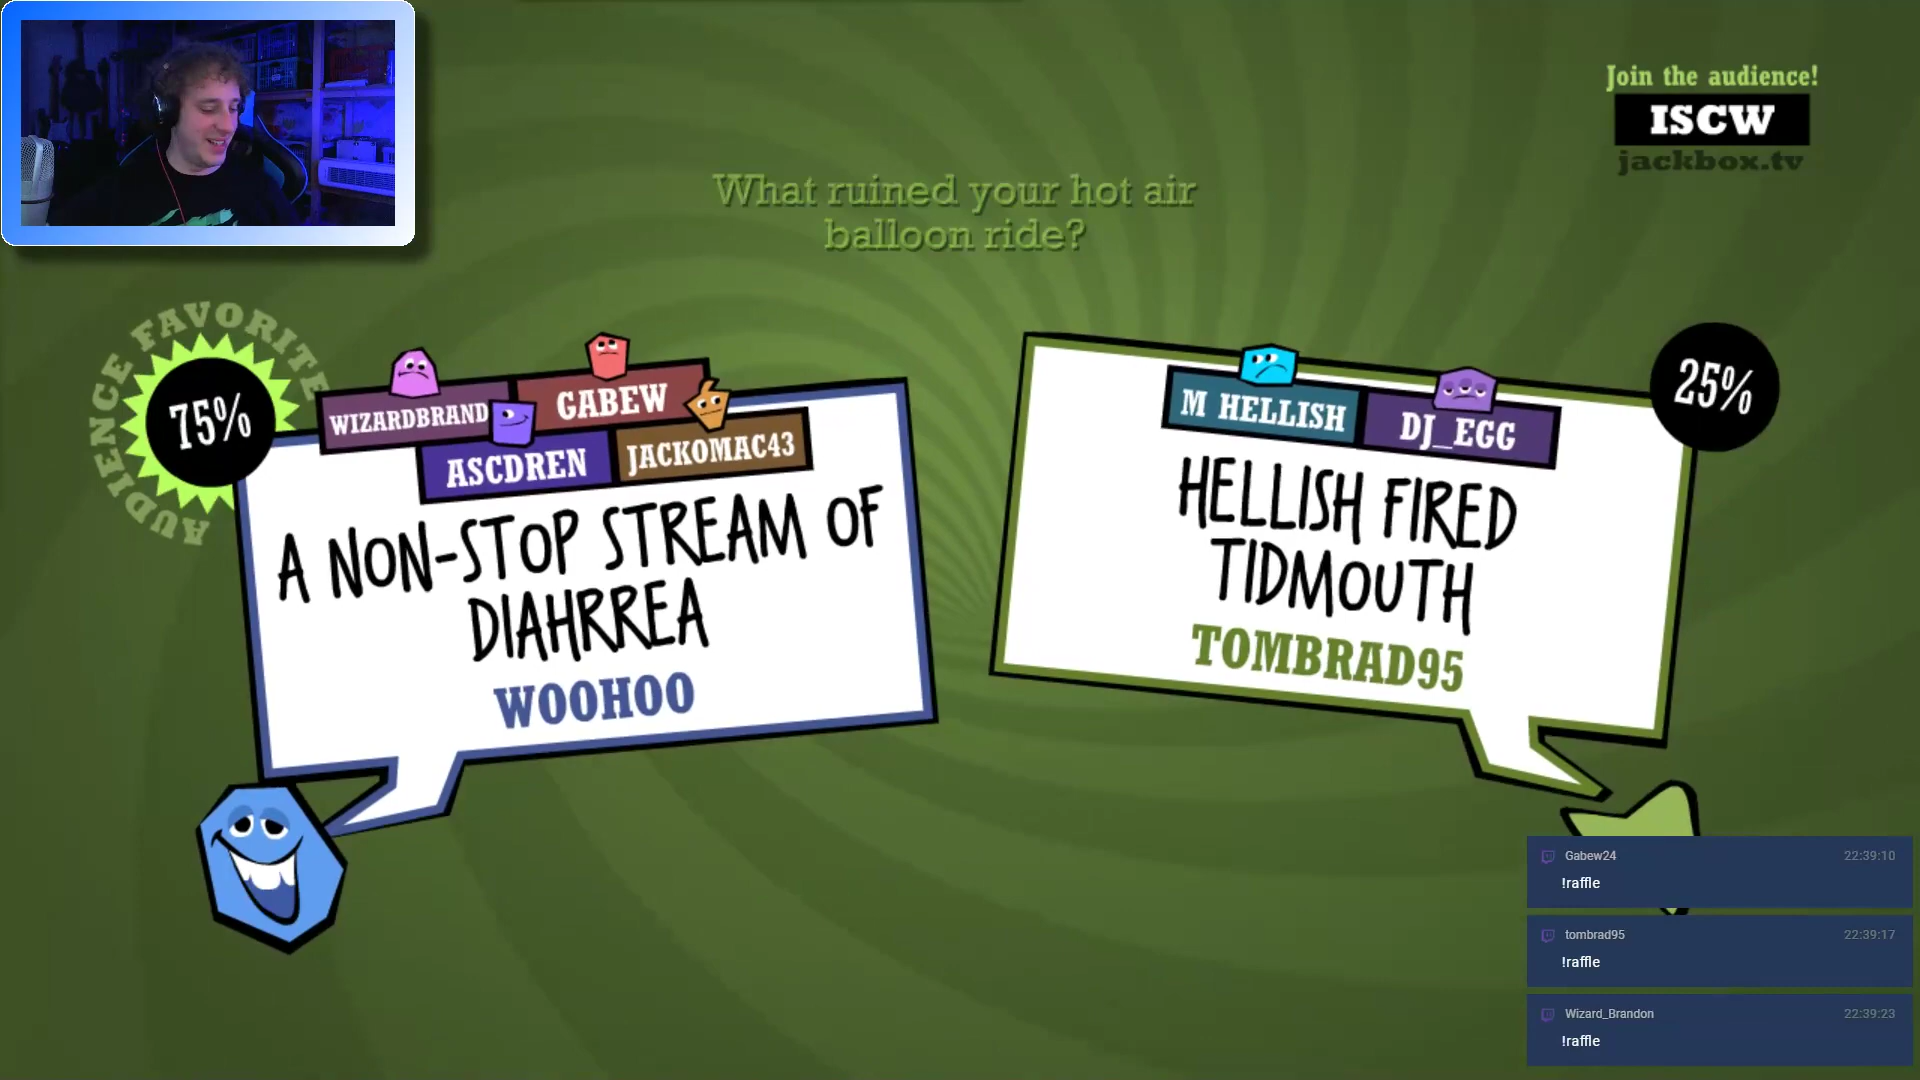 Join the audience!
ISCW
jackbox.tv
What ruined your hot air
balloon ride?
AUDIENCE FAVORITE
75%
WIZARDBRAND
GABEW
ASCDREN
JACKOMAC43
A NON-STOP STREAM OF
DIAHRREA
WOOHOO
25%
M HELLISH
DJ_EGG
HELLISH FIRED
TIDMOUTH
TOMBRAD95
Gabew24 22:39:10
!raffle
tombrad95 22:39:17
!raffle
Wizard_Brandon 22:39:23
!raffle